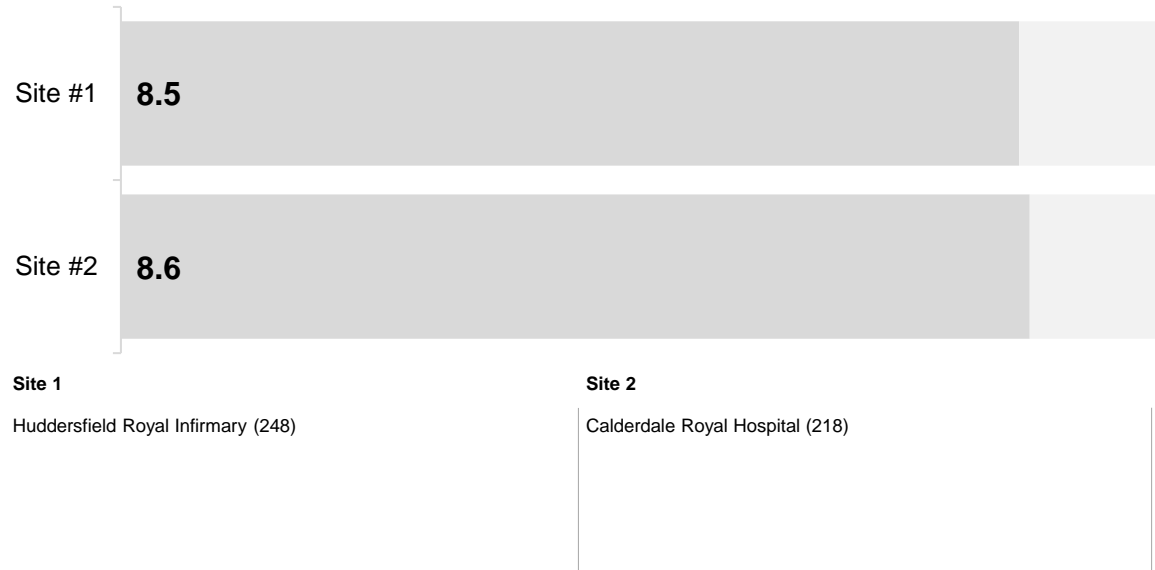 Site #1
8.5
Site #2
8.6
Site 1
Site 2
Huddersfield Royal Infirmary (248)
Calderdale Royal Hospital (218)